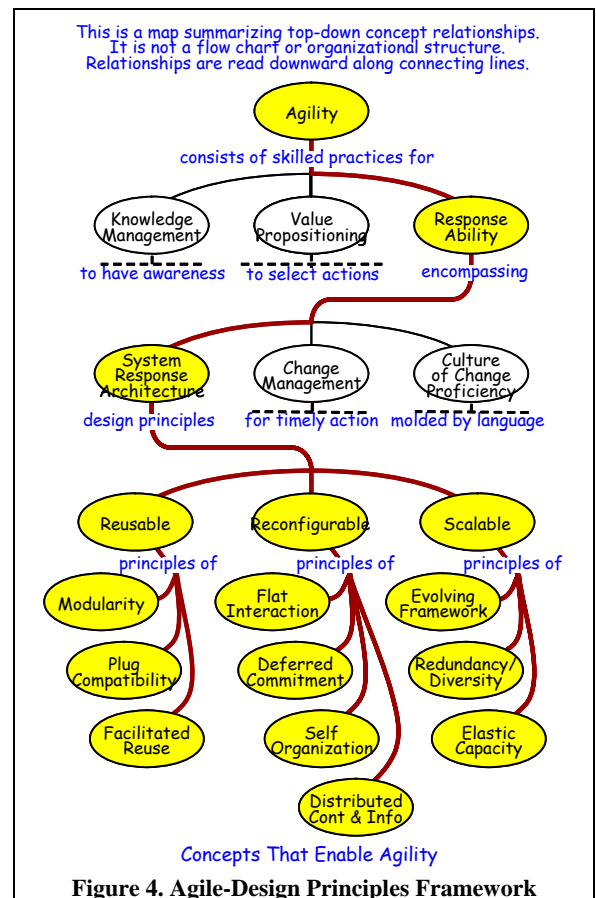 This is a map summarizing top-down concept relationships.
It is not a flow chart or organizational structure.
Relationships are read downward along connecting lines.
Agility
consists of skilled practices for
Knowledge
Management
Value
Propositioning
Response
Ability
to have awareness
to select actions
encompassing
System
Response
Architecture
Change
Management
Culture
of Change
Proficiency
design principles
for timely action
molded by language
Reusable
Reconfigurable
Scalable
principles of
principles of
principles of
Modularity
Flat
Interaction
Evolving
Framework
Plug
Compatibility
Deferred
Commitment
Redundancy/
Diversity
Facilitated
Reuse
Self
Organization
Elastic
Capacity
Distributed
Cont & Info
Concepts That Enable Agility
Figure 4. Agile-Design Principles Framework